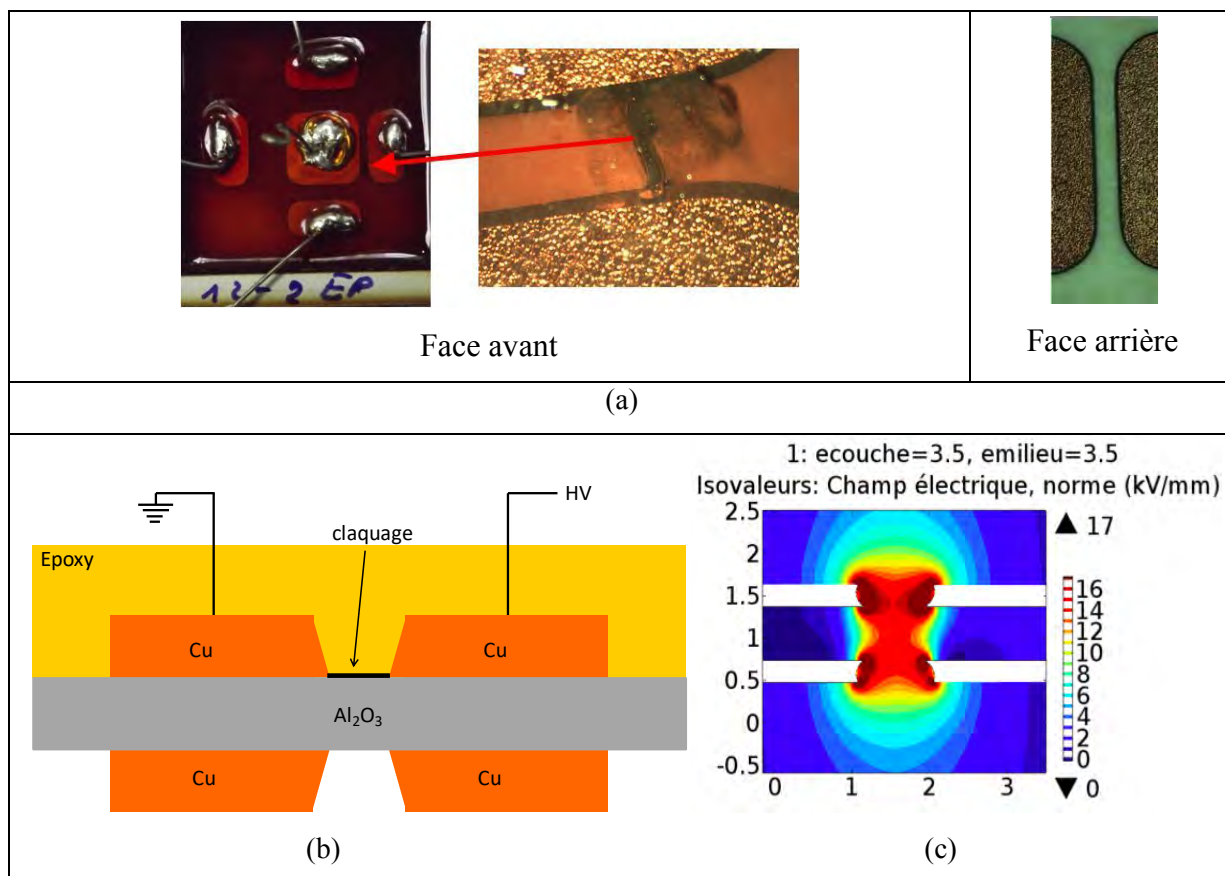 12-2 EP
Face avant
Face arrière
(a)
HV
claquage
Epoxy
Cu
Cu
Al₂O₃
Cu
Cu
(b)
1: ecouche=3.5, emilieu=3.5
Isovaleurs: Champ électrique, norme (kV/mm)
2.5
2
1.5
1
0.5
0
-0.5
0
1
2
3
17
16
14
12
10
8
6
4
2
0
0
(c)